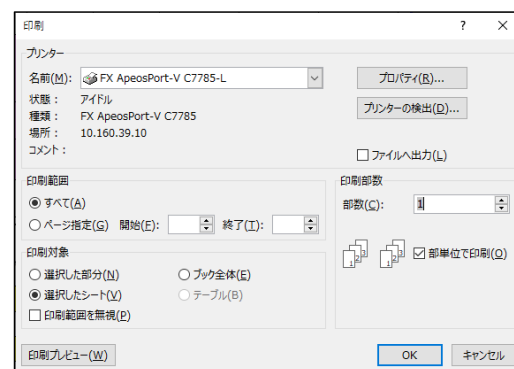 印刷 ? ×
プリンター
名前(M): FX ApeosPort-V C7785-L プロパティ(R)...
状態： アイドル プリンターの検出(D)...
種類： FX ApeosPort-V C7785
場所： 10.160.39.10
コメント： ファイルへ出力(L)
印刷範囲 印刷部数
すべて(A) 部数(C): 1
ページ指定(G) 開始(F): 終了(T):
印刷対象
選択した部分(N) ブック全体(E) 1 2 3 1 2 3 部単位で印刷(O)
選択したシート(V) テーブル(B)
印刷範囲を無視(P)
印刷プレビュー(W) OK キャンセル